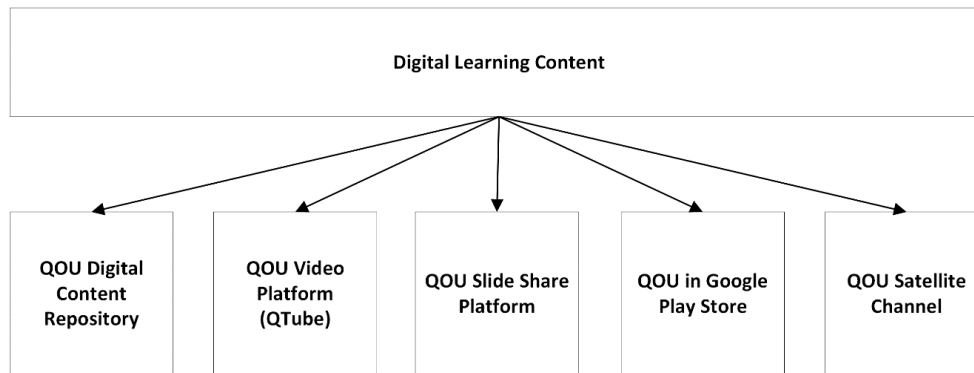 Digital Learning Content
QOU Digital
Content
Repository
QOU Video
Platform
(QTube)
QOU Slide Share
Platform
QOU in Google
Play Store
QOU Satellite
Channel